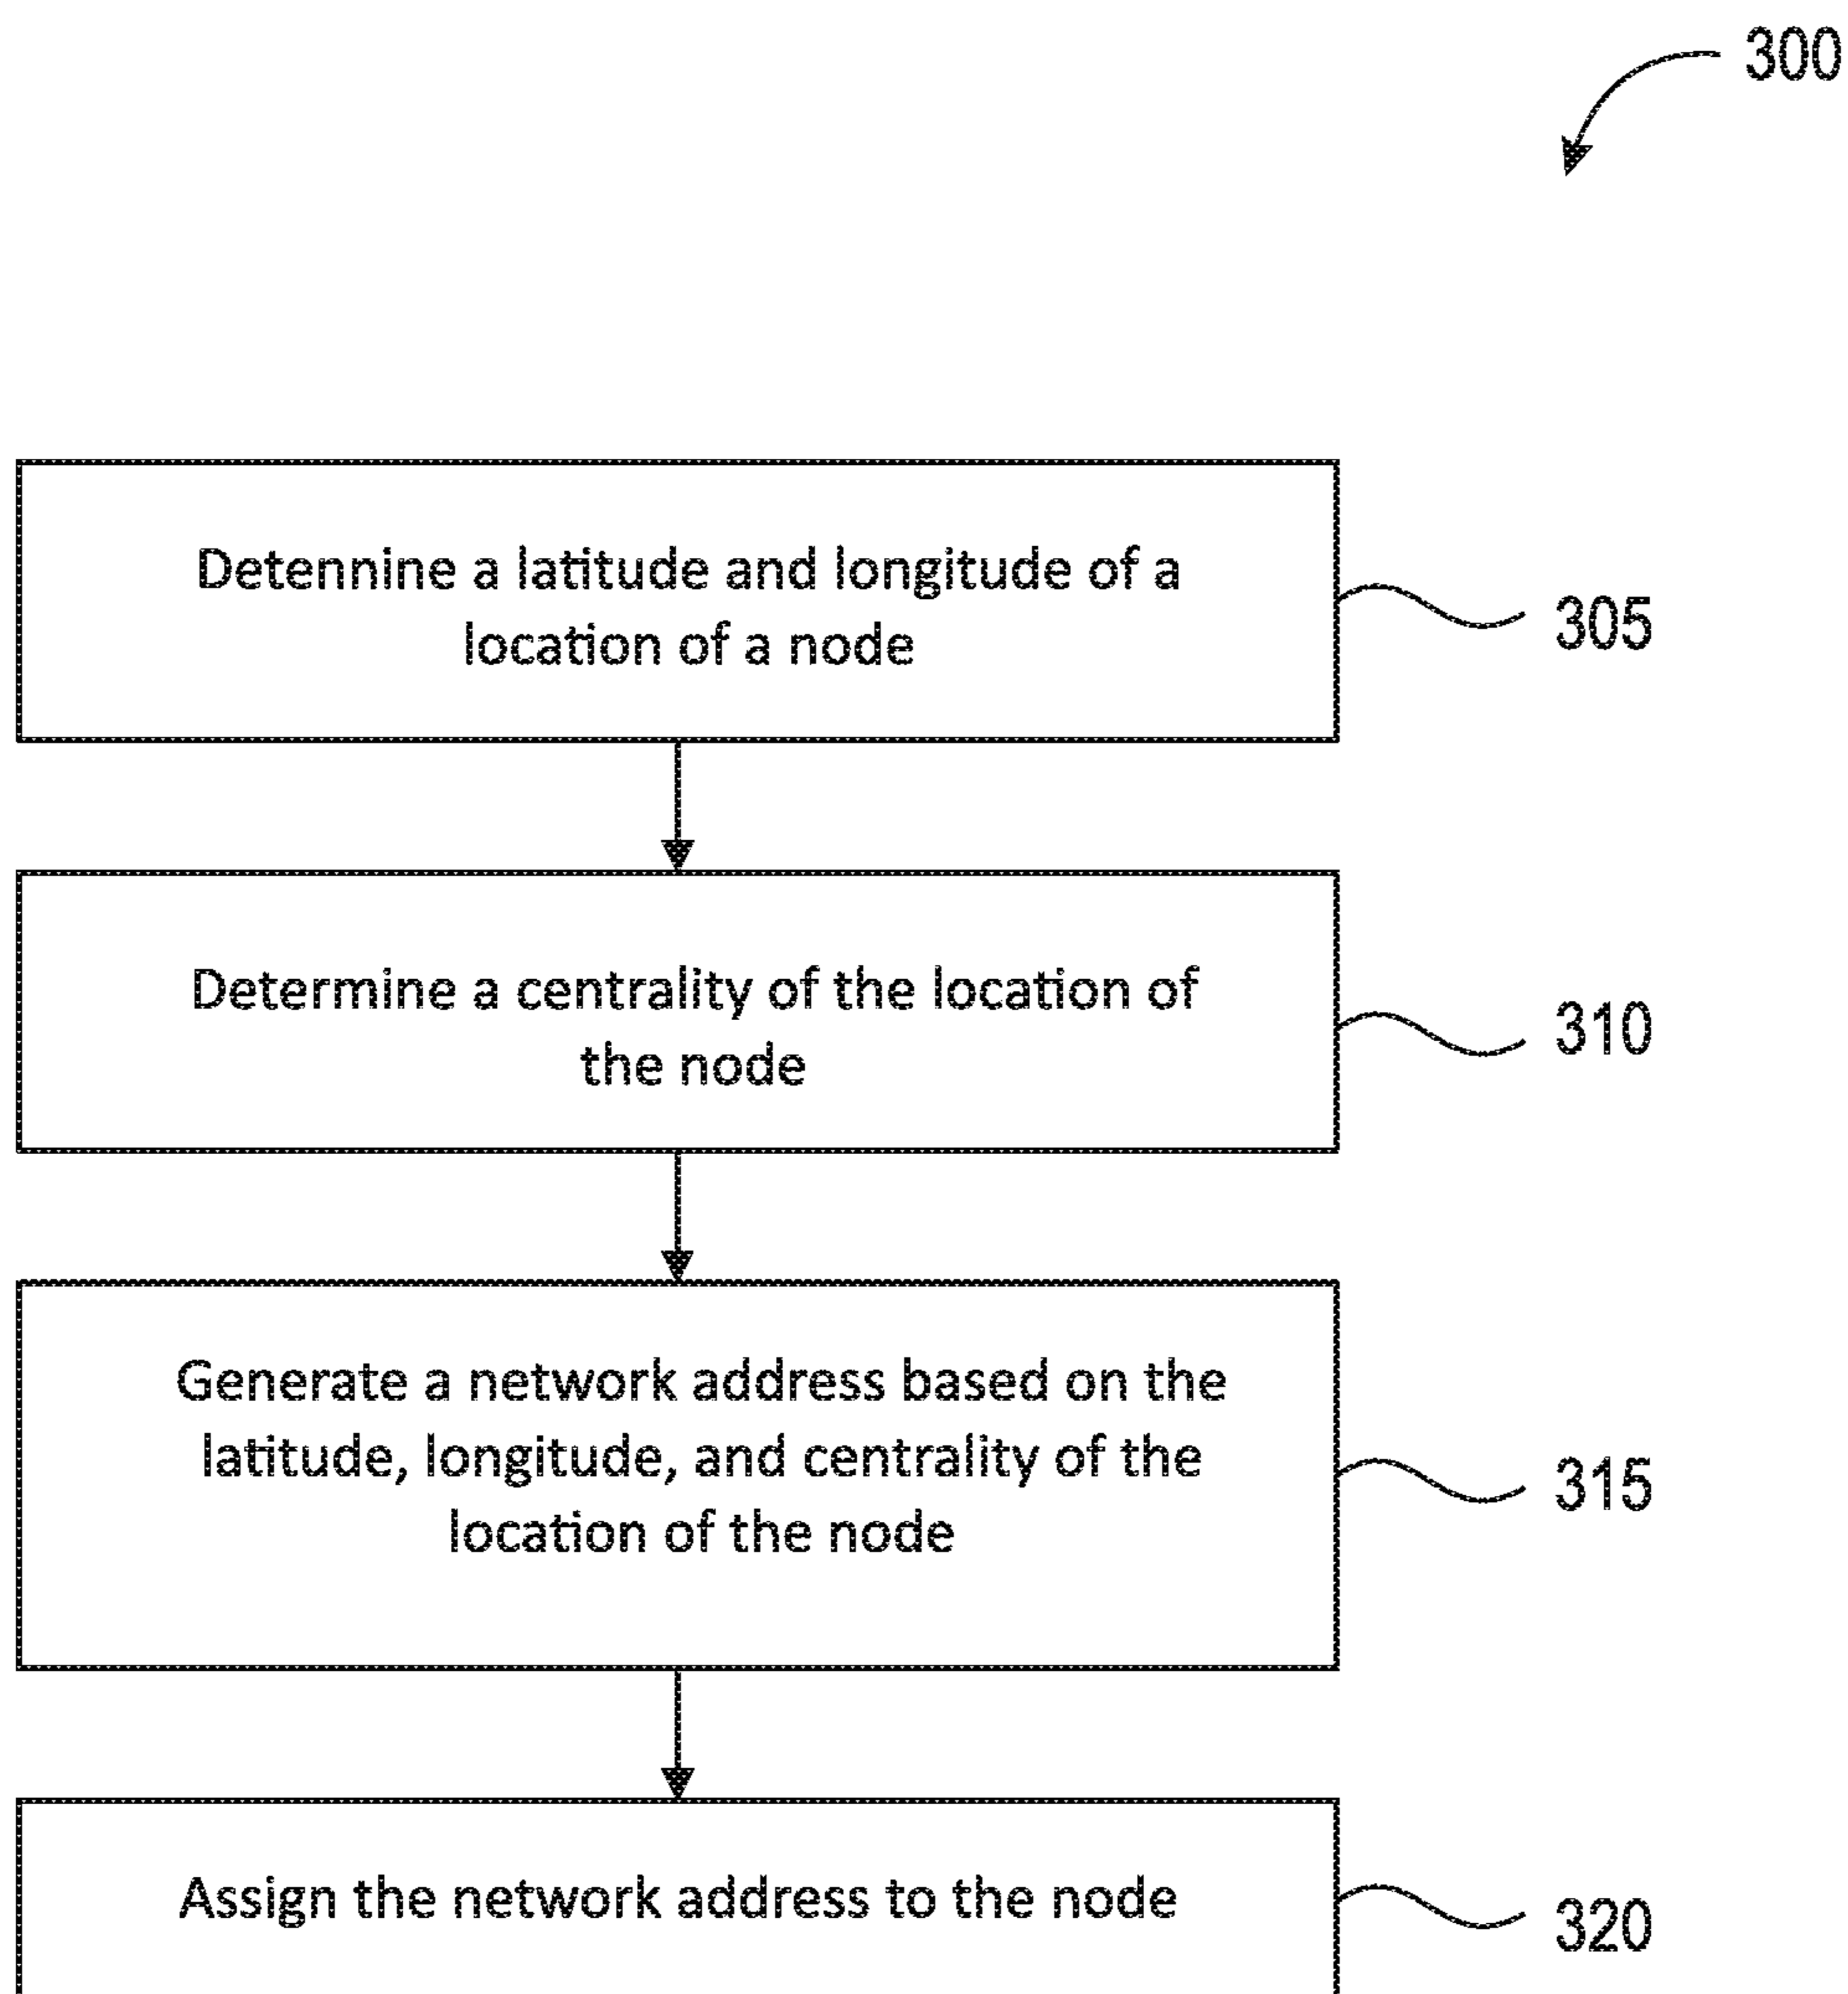 300
Detennine a latitude and longitude of a
location of a node
305
Determine a centrality of the location of
the node
310
Generate a network address based on the
latitude, longitude, and centrality of the
location of the node
315
Assign the network address to the node
320